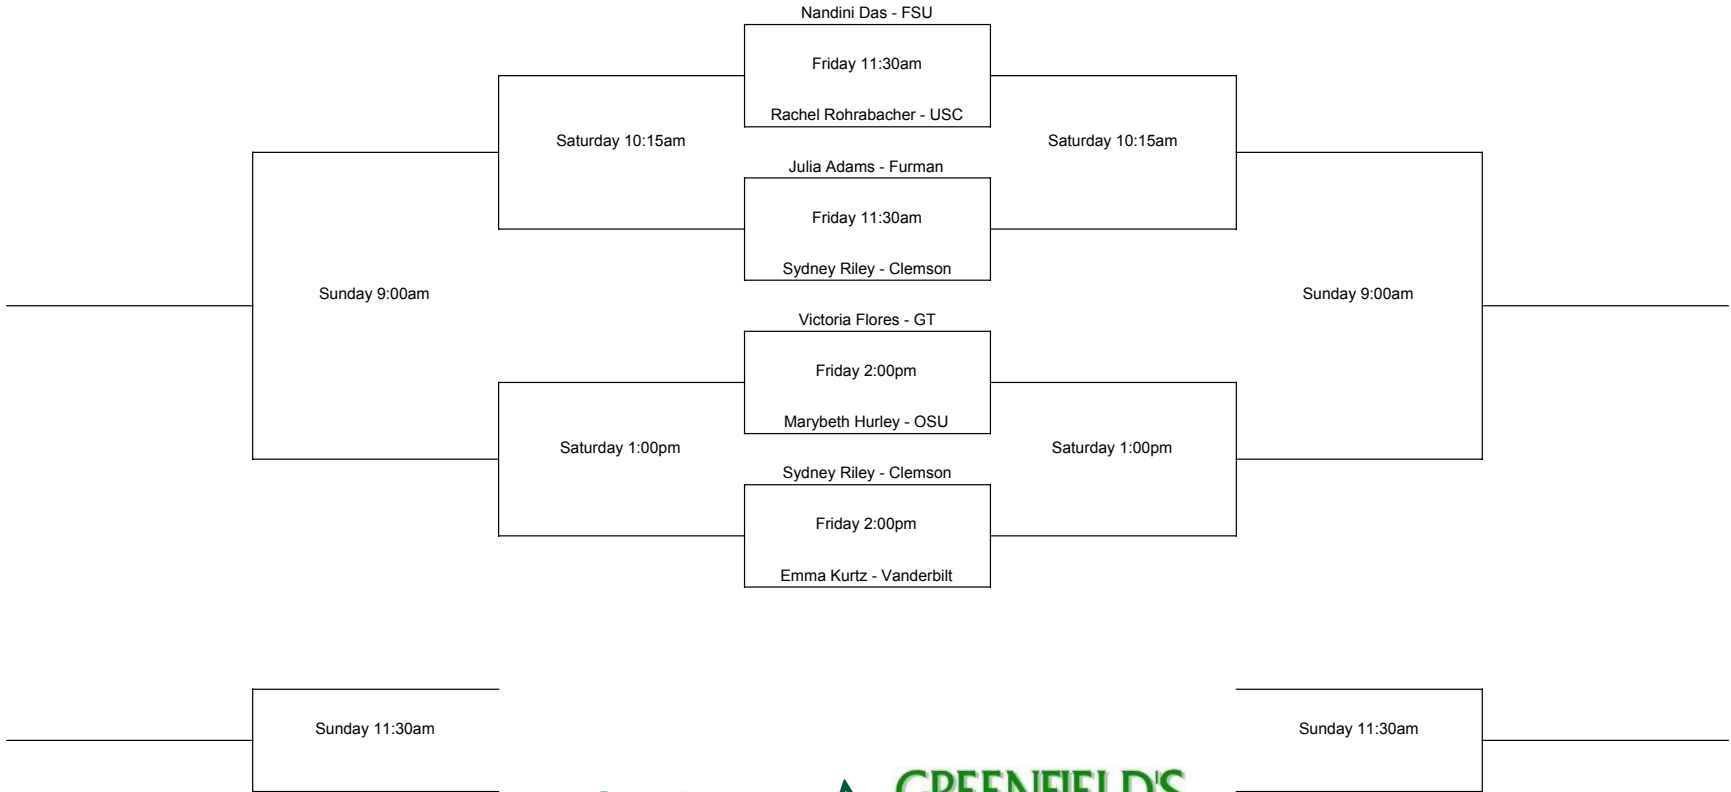 Nandini Das - FSU
Friday 11:30am
Rachel Rohrabacher - USC
Saturday 10:15am
Saturday 10:15am
Julia Adams - Furman
Friday 11:30am
Sydney Riley - Clemson
Sunday 9:00am
Sunday 9:00am
Victoria Flores - GT
Friday 2:00pm
Marybeth Hurley - OSU
Saturday 1:00pm
Saturday 1:00pm
Sydney Riley - Clemson
Friday 2:00pm
Emma Kurtz - Vanderbilt
Sunday 11:30am
Sunday 11:30am
GREENFIELD'S